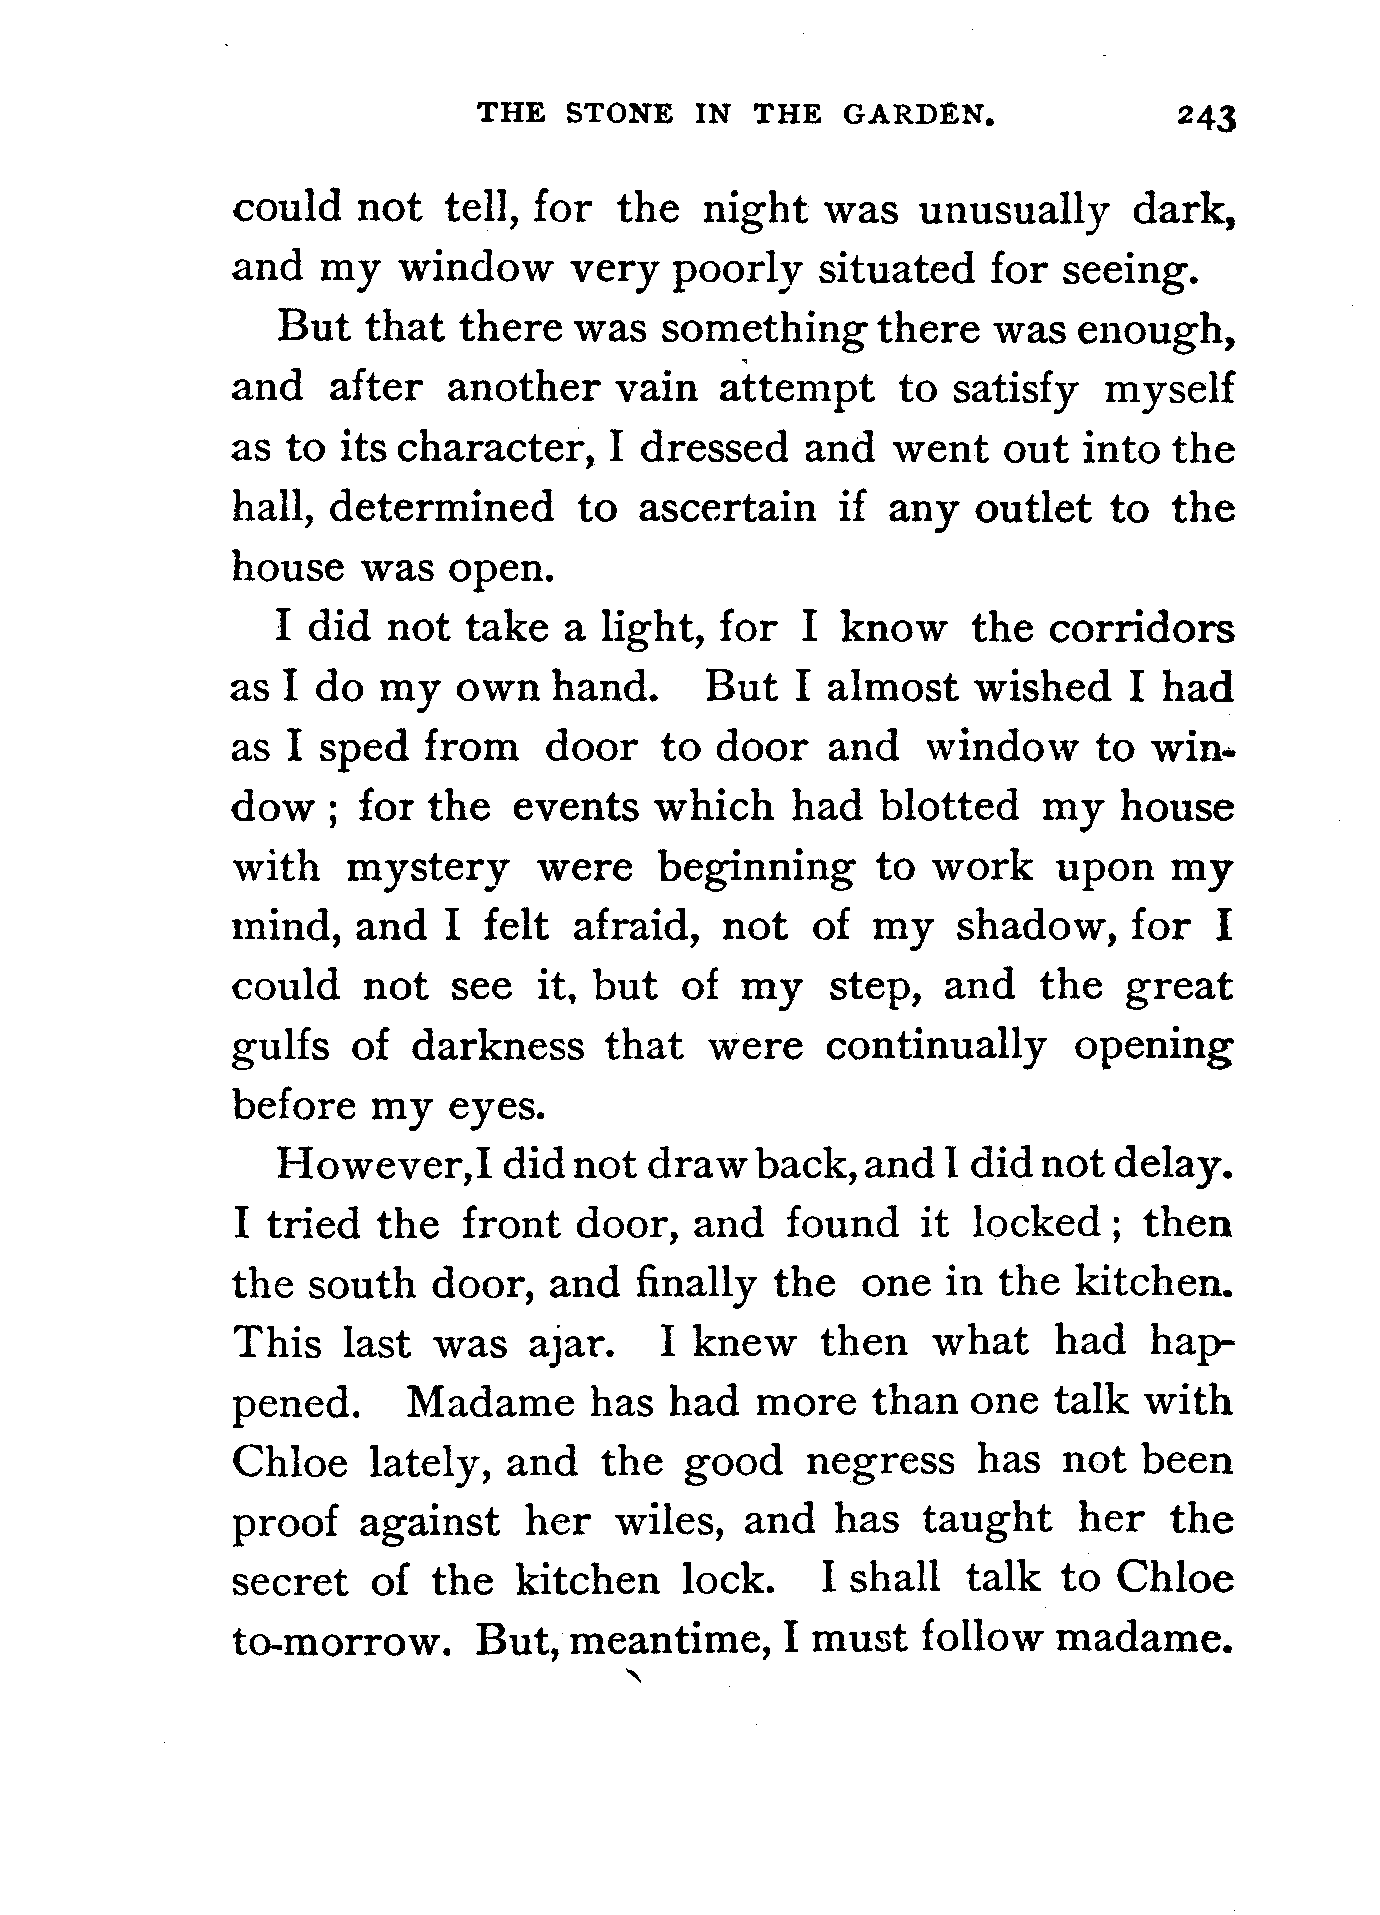 THE STONE IN THE GARDEN. 243
could not tell, for the night was unusually dark,
and my window very poorly situated for seeing.
But that there was something there was enough,
and after another vain attempt to satisfy myself
as to its character, I dressed and went out into the
hall, determined to ascertain if any outlet to the
house was open.
I did not take a light, for I know the corridors
as I do my own hand. But I almost wished I had
as I sped from door to door and window to win-
dow ; for the events which had blotted my house
with mystery were beginning to work upon my
mind, and I felt afraid, not of my shadow, for I
could not see it, but of my step, and the great
gulfs of darkness that were continually opening
before my eyes.
However, I did not draw back, and I did not delay.
I tried the front door, and found it locked ; then
the south door, and finally the one in the kitchen.
This last was ajar. I knew then what had hap-
pened. Madame has had more than one talk with
Chloe lately, and the good negress has not been
proof against her wiles, and has taught her the
secret of the kitchen lock. I shall talk to Chloe
to-morrow. But, meantime, I must follow madame.